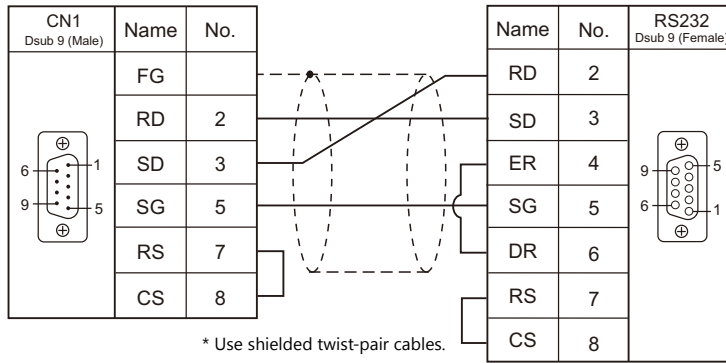 CN1
Dsub 9 (Male)
Name
No.
FG
RD
2
SD
3
SG
5
RS
7
CS
8
6
1
9
5
* Use shielded twist-pair cables.
Name
No.
RS232
Dsub 9 (Female)
RD
2
SD
3
ER
4
SG
5
DR
6
RS
7
CS
8
9
5
6
1